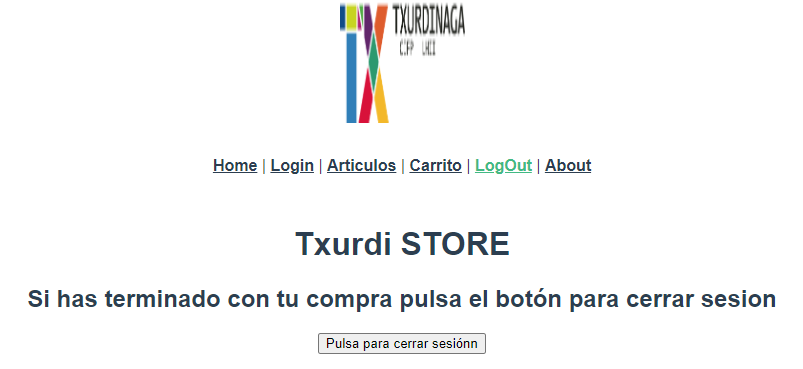 TXURDINAGA
Home | Login | Articulos | Carrito | LogOut | About
Txurdi STORE
Si has terminado con tu compra pulsa el botón para cerrar sesion
Pulsa para cerrar sesiónn